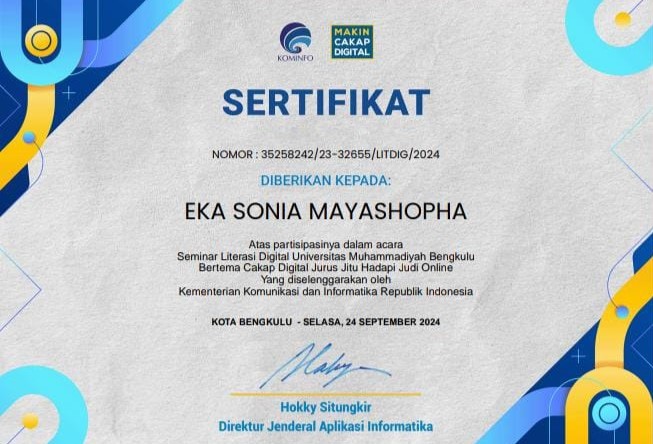 KOMINFO
MAKIN
CAKAP
DIGITAL
SERTIFIKAT
NOMOR : 35258242/23-32655/LITDIG/2024
DIBERIKAN KEPADA:
EKA SONIA MAYASHOPHA
Atas partisipasinya dalam acara
Seminar Literasi Digital Universitas Muhammadiyah Bengkulu
Bertema Cakap Digital Jurus Jitu Hadapi Judi Online
Yang diselenggarakan oleh
Kementerian Komunikasi dan Informatika Republik Indonesia
KOTA BENGKULU - SELASA, 24 SEPTEMBER 2024
Hokky Situngkir
Direktur Jenderal Aplikasi Informatika